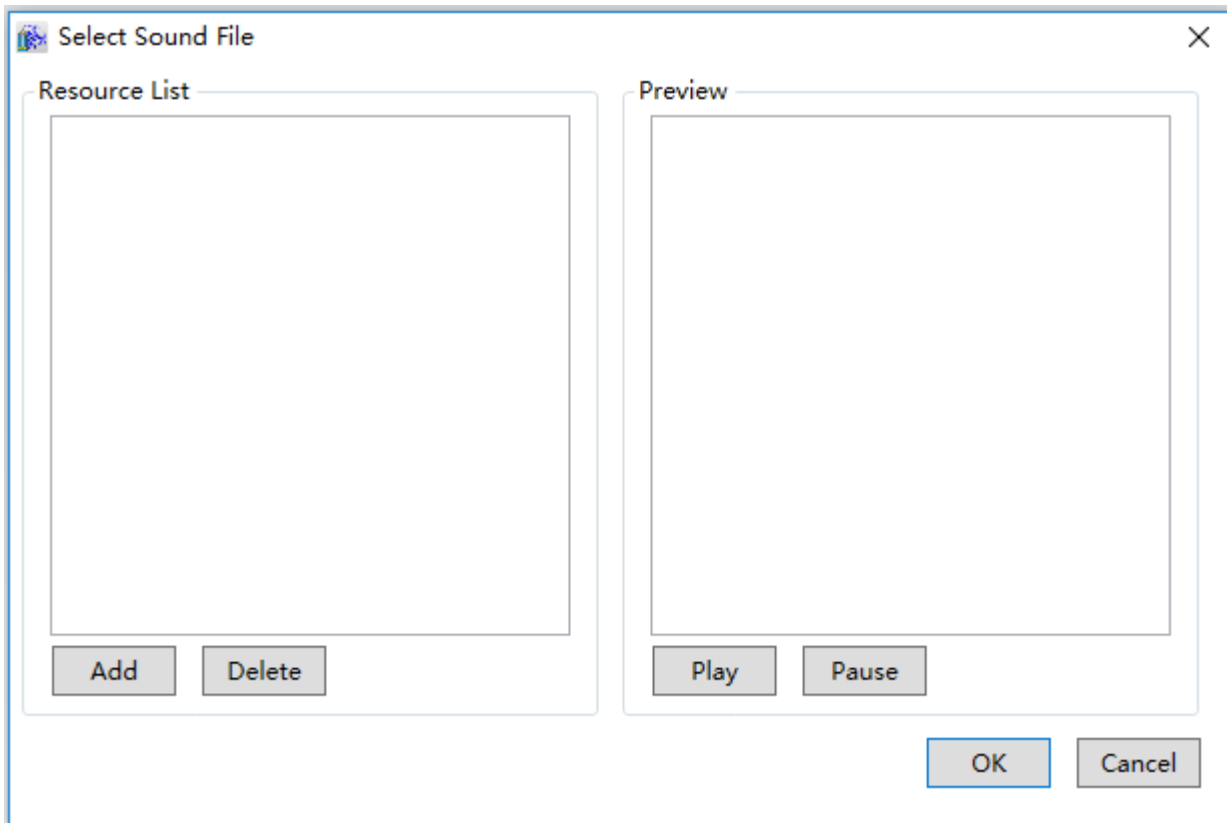 Select Sound File
Resource List
Preview
Add
Delete
Play
Pause
OK
Cancel